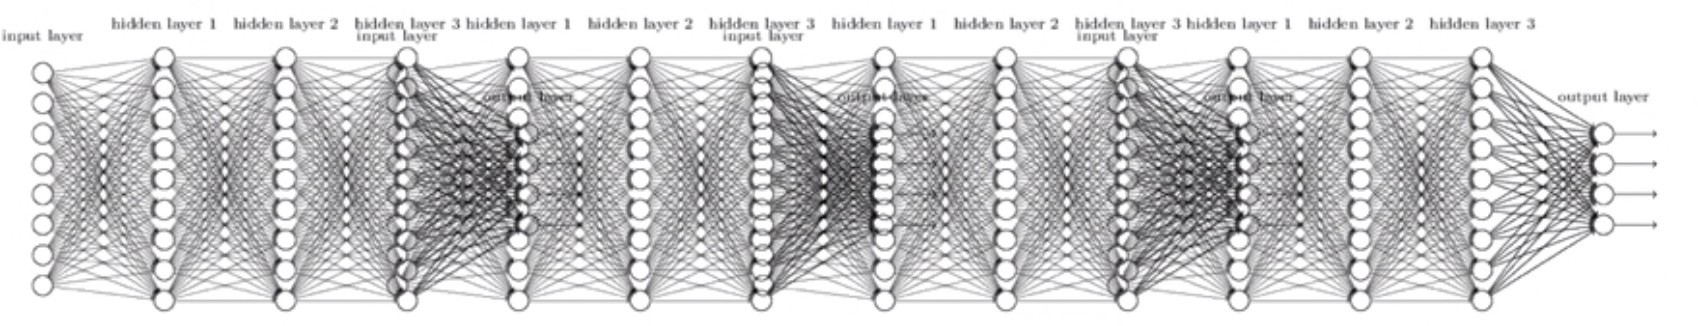 hidden layer 1 hidden layer 2 hidden layer 3 hidden layer 1 hidden layer 2 hidden layer 3 hidden layer 1 hidden layer 2 hidden layer 3 hidden layer 1 hidden layer 2 hidden layer 3
input layer input layer input layer input layer
output layer output layer output layer output layer